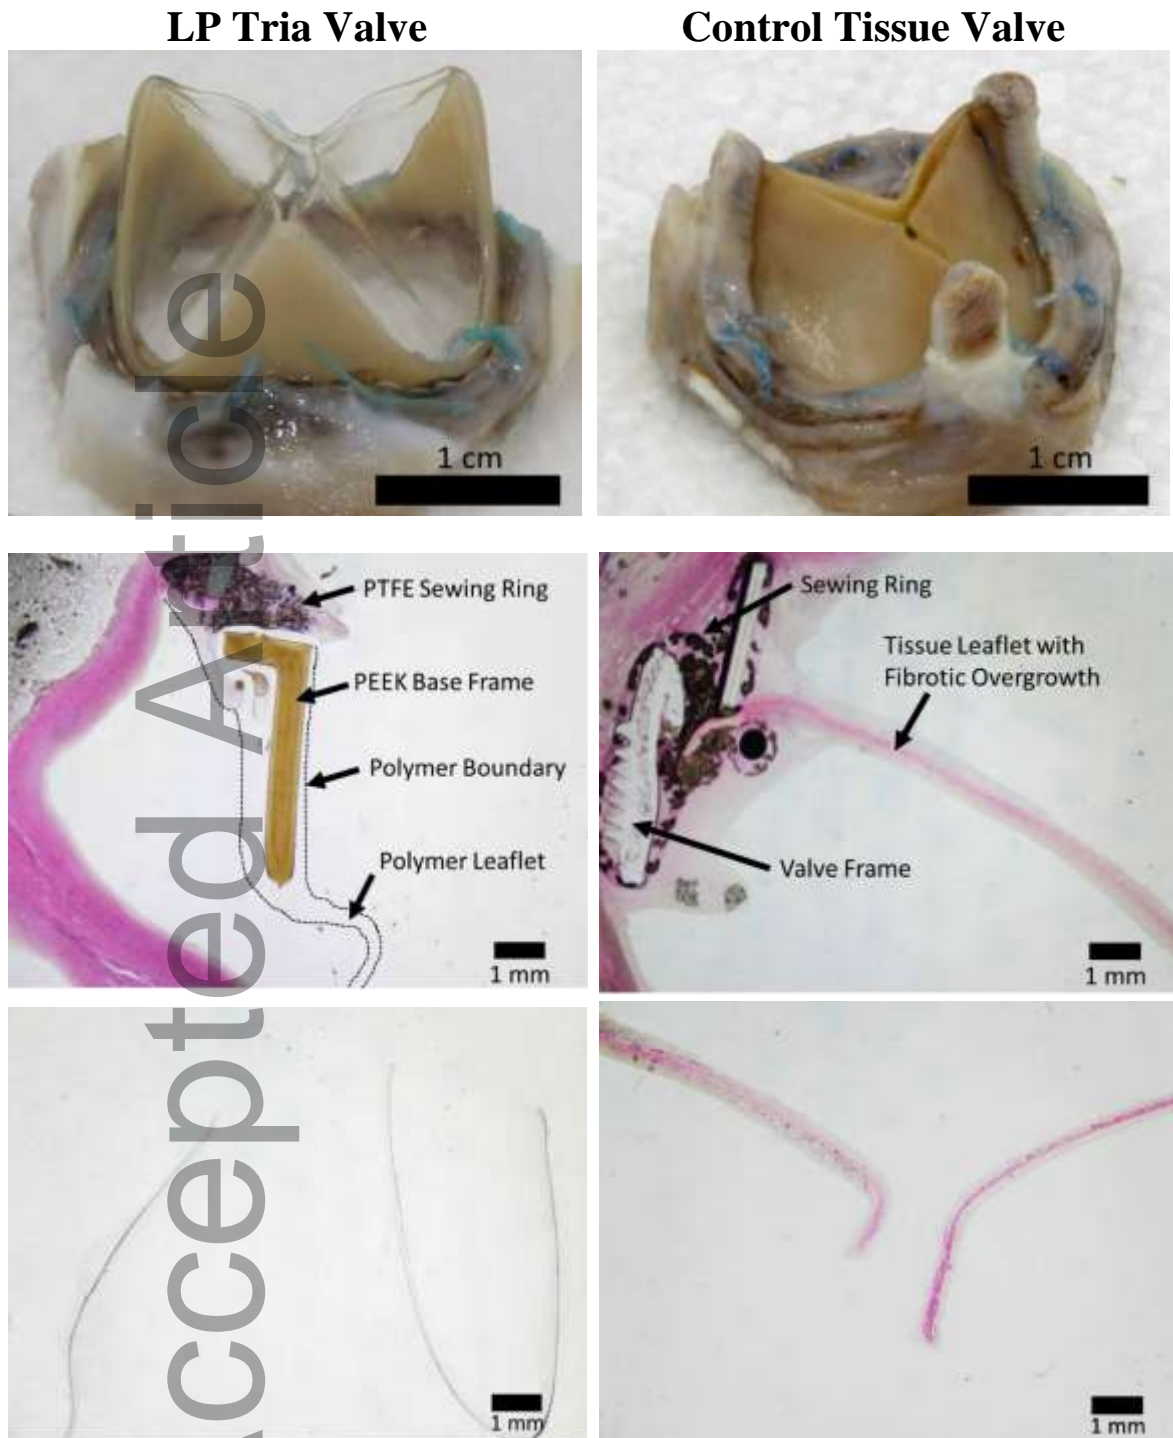 LP Tria Valve
Control Tissue Valve
1 cm
1 cm
PTFE Sewing Ring
PEEK Base Frame
Polymer Boundary
Polymer Leaflet
1 mm
Sewing Ring
Tissue Leaflet with
Fibrotic Overgrowth
Valve Frame
1 mm
1 mm
1 mm
Accepted Article